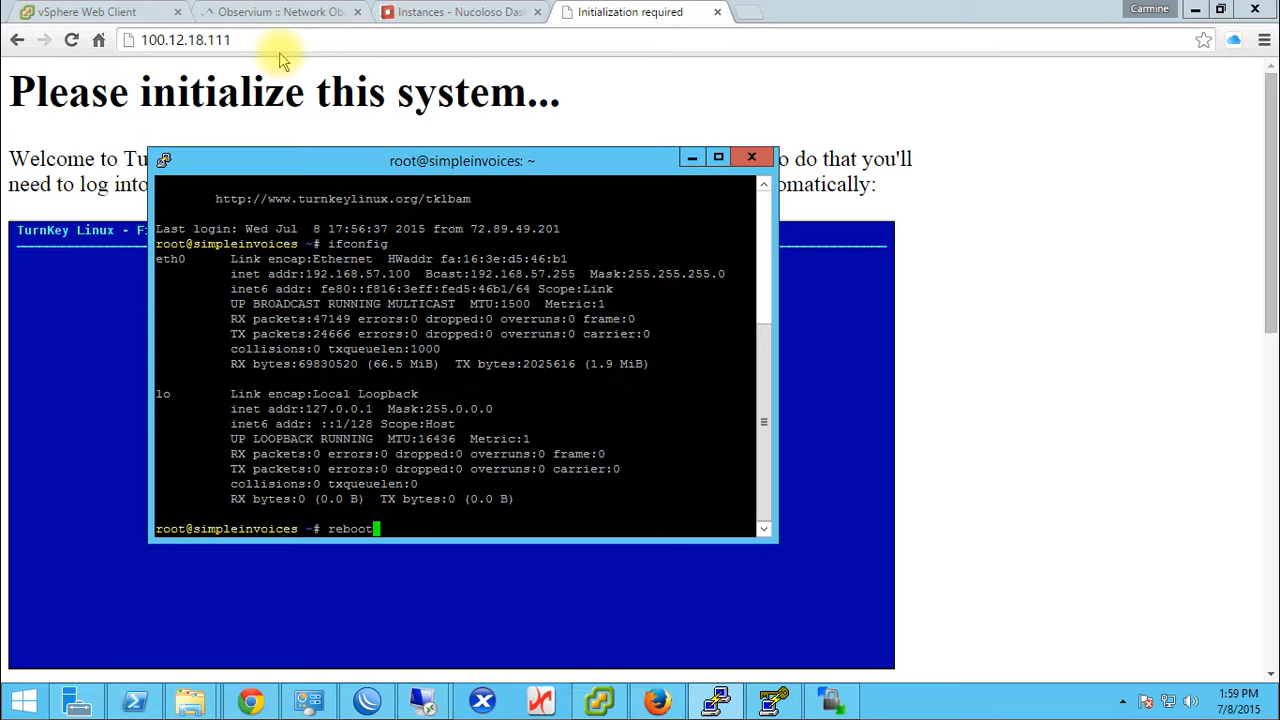 vSphere Web Client
Observium :: Network Obs
Instances - Nucoloso Das
Initialization required
Carmine
100.12.18.111
Please initialize this system...
Welcome to Tu
o do that you'll
need to log into
omatically:
root@simpleinvoices: ~
TurnKey Linux - Fi
http://www.turnkeylinux.org/tklbam
Last login: Wed Jul  8 17:56:37 2015 from 72.89.49.201
root@simpleinvoices ~# ifconfig
eth0      Link encap:Ethernet  HWaddr fa:16:3e:d5:46:b1
inet addr:192.168.57.100  Bcast:192.168.57.255  Mask:255.255.255.0
inet6 addr: fe80::f816:3eff:fed5:46b1/64 Scope:Link
UP BROADCAST RUNNING MULTICAST  MTU:1500  Metric:1
RX packets:47149 errors:0 dropped:0 overruns:0 frame:0
TX packets:24666 errors:0 dropped:0 overruns:0 carrier:0
collisions:0 txqueuelen:1000
RX bytes:69830520 (66.5 MiB)  TX bytes:2025616 (1.9 MiB)
lo        Link encap:Local Loopback
inet addr:127.0.0.1  Mask:255.0.0.0
inet6 addr: ::1/128 Scope:Host
UP LOOPBACK RUNNING  MTU:16436  Metric:1
RX packets:0 errors:0 dropped:0 overruns:0 frame:0
TX packets:0 errors:0 dropped:0 overruns:0 carrier:0
collisions:0 txqueuelen:0
RX bytes:0 (0.0 B)  TX bytes:0 (0.0 B)
root@simpleinvoices ~# reboot
1:59 PM
7/8/2015